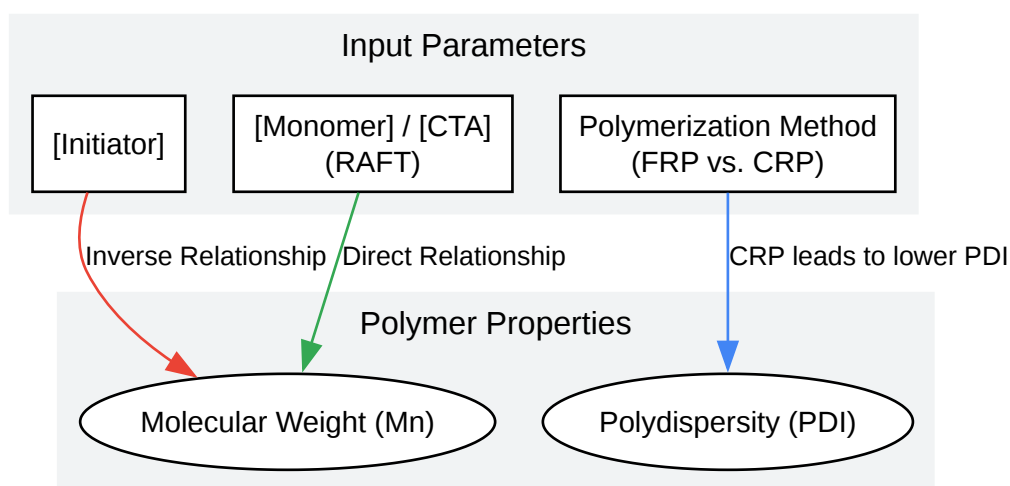 Input Parameters
[Initiator]
[Monomer] / [CTA]
(RAFT)
Polymerization Method
(FRP vs. CRP)
Inverse Relationship
Direct Relationship
CRP leads to lower PDI
Polymer Properties
Molecular Weight (Mn)
Polydispersity (PDI)